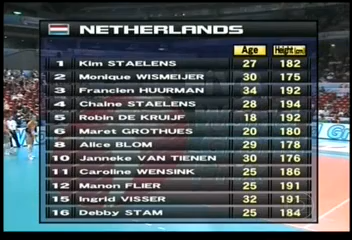 NETHERLANDS
Age Height(cm)
1 Kim STAELENS 27 182
2 Monique WISMEIJER 30 175
3 Francien HUURMAN 34 192
4 Chaïne STAELENS 28 194
5 Robin DE KRUIJF 18 192
6 Maret GROTHUES 20 180
8 Alice BLOM 29 178
10 Janneke VAN TIENEN 30 176
11 Caroline WENSINK 25 186
12 Manon FLIER 25 191
15 Ingrid VISSER 32 191
16 Debby STAM 25 184